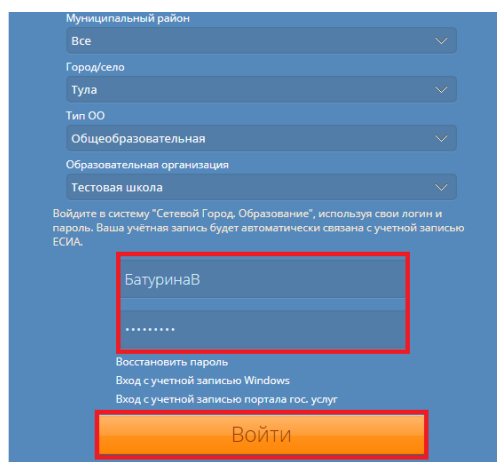 Муниципальный район
Все
Город/село
Тула
Тип ОО
Общеобразовательная
Образовательная организация
Тестовая школа
Войдите в систему "Сетевой Город. Образование", используя свои логин и
пароль. Ваша учётная запись будет автоматически связана с учетной записью
ЕСИА.
БатуринаВ
•••••••••
Восстановить пароль
Вход с учетной записью Windows
Вход с учетной записью портала гос. услуг
Войти